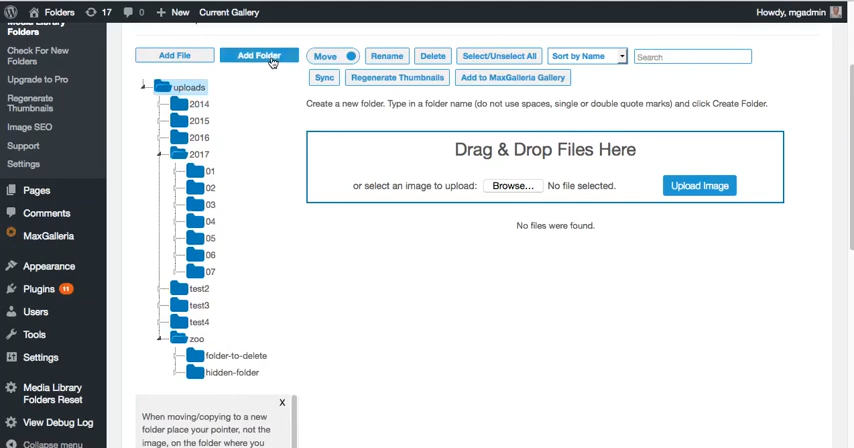 Folders 17 0 + New Current Gallery Howdy, mgadmin
Media Library
Folders
Check For New
Folders
Upgrade to Pro
Regenerate
Thumbnails
Image SEO
Support
Settings
Pages
Comments
MaxGalleria
Appearance
Plugins 11
Users
Tools
Settings
Media Library
Folders Reset
View Debug Log
Collapse menu
Add File Add Folder Move Rename Delete Select/Unselect All Sort by Name Search
Sync Regenerate Thumbnails Add to MaxGalleria Gallery
uploads
2014
2015
2016
2017
01
02
03
04
05
06
07
test2
test3
test4
zoo
folder-to-delete
hidden-folder
X
When moving/copying to a new
folder place your pointer, not the
image, on the folder where you
Create a new folder. Type in a folder name (do not use spaces, single or double quote marks) and click Create Folder.
Drag & Drop Files Here
or select an image to upload: Browse... No file selected. Upload Image
No files were found.